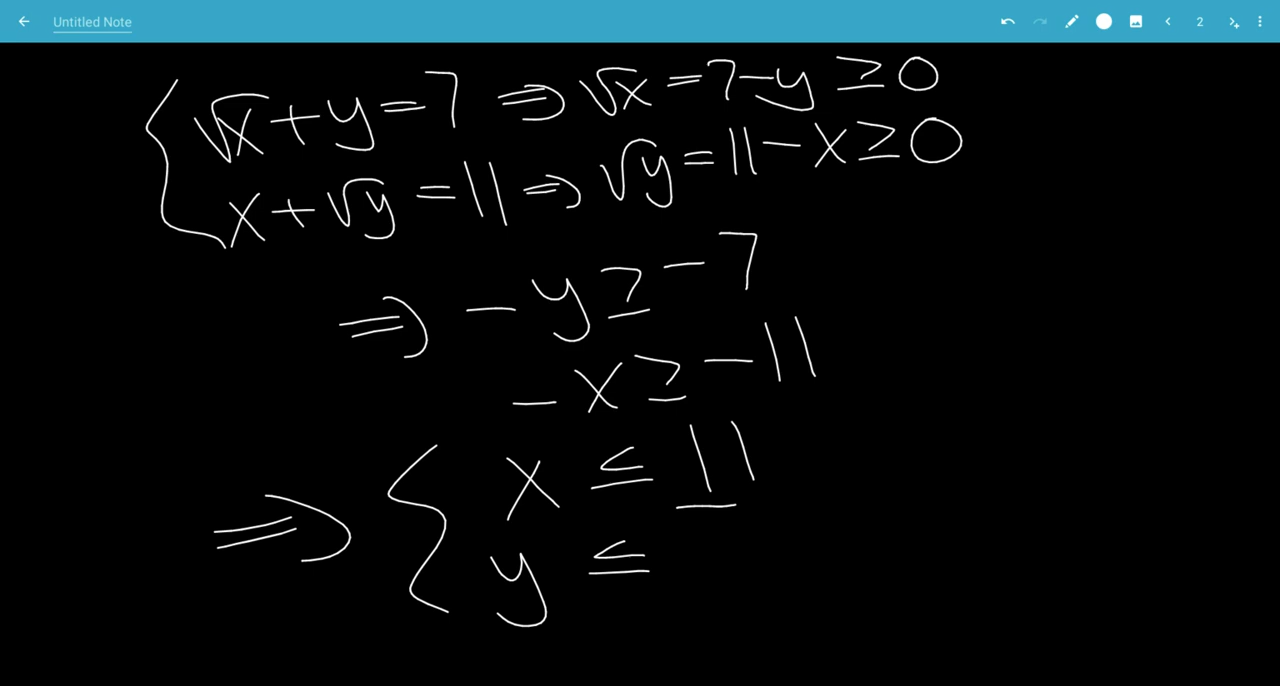 Untitled Note
2
√x+y=7 ⇒ √x=7-y≥0
x+√y=11 ⇒ √y=11-x≥0
⇒ -y≥-7
-x≥-11
⇒ { x≤11
y≤